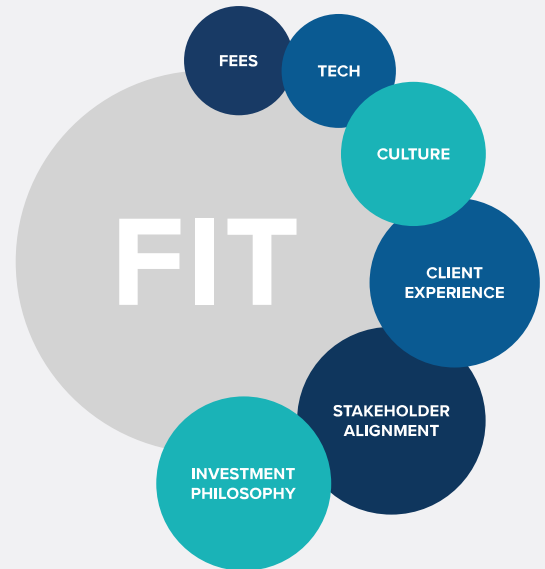 FEES
TECH
CULTURE
FIT
CLIENT
EXPERIENCE
STAKEHOLDER
ALIGNMENT
INVESTMENT
PHILOSOPHY